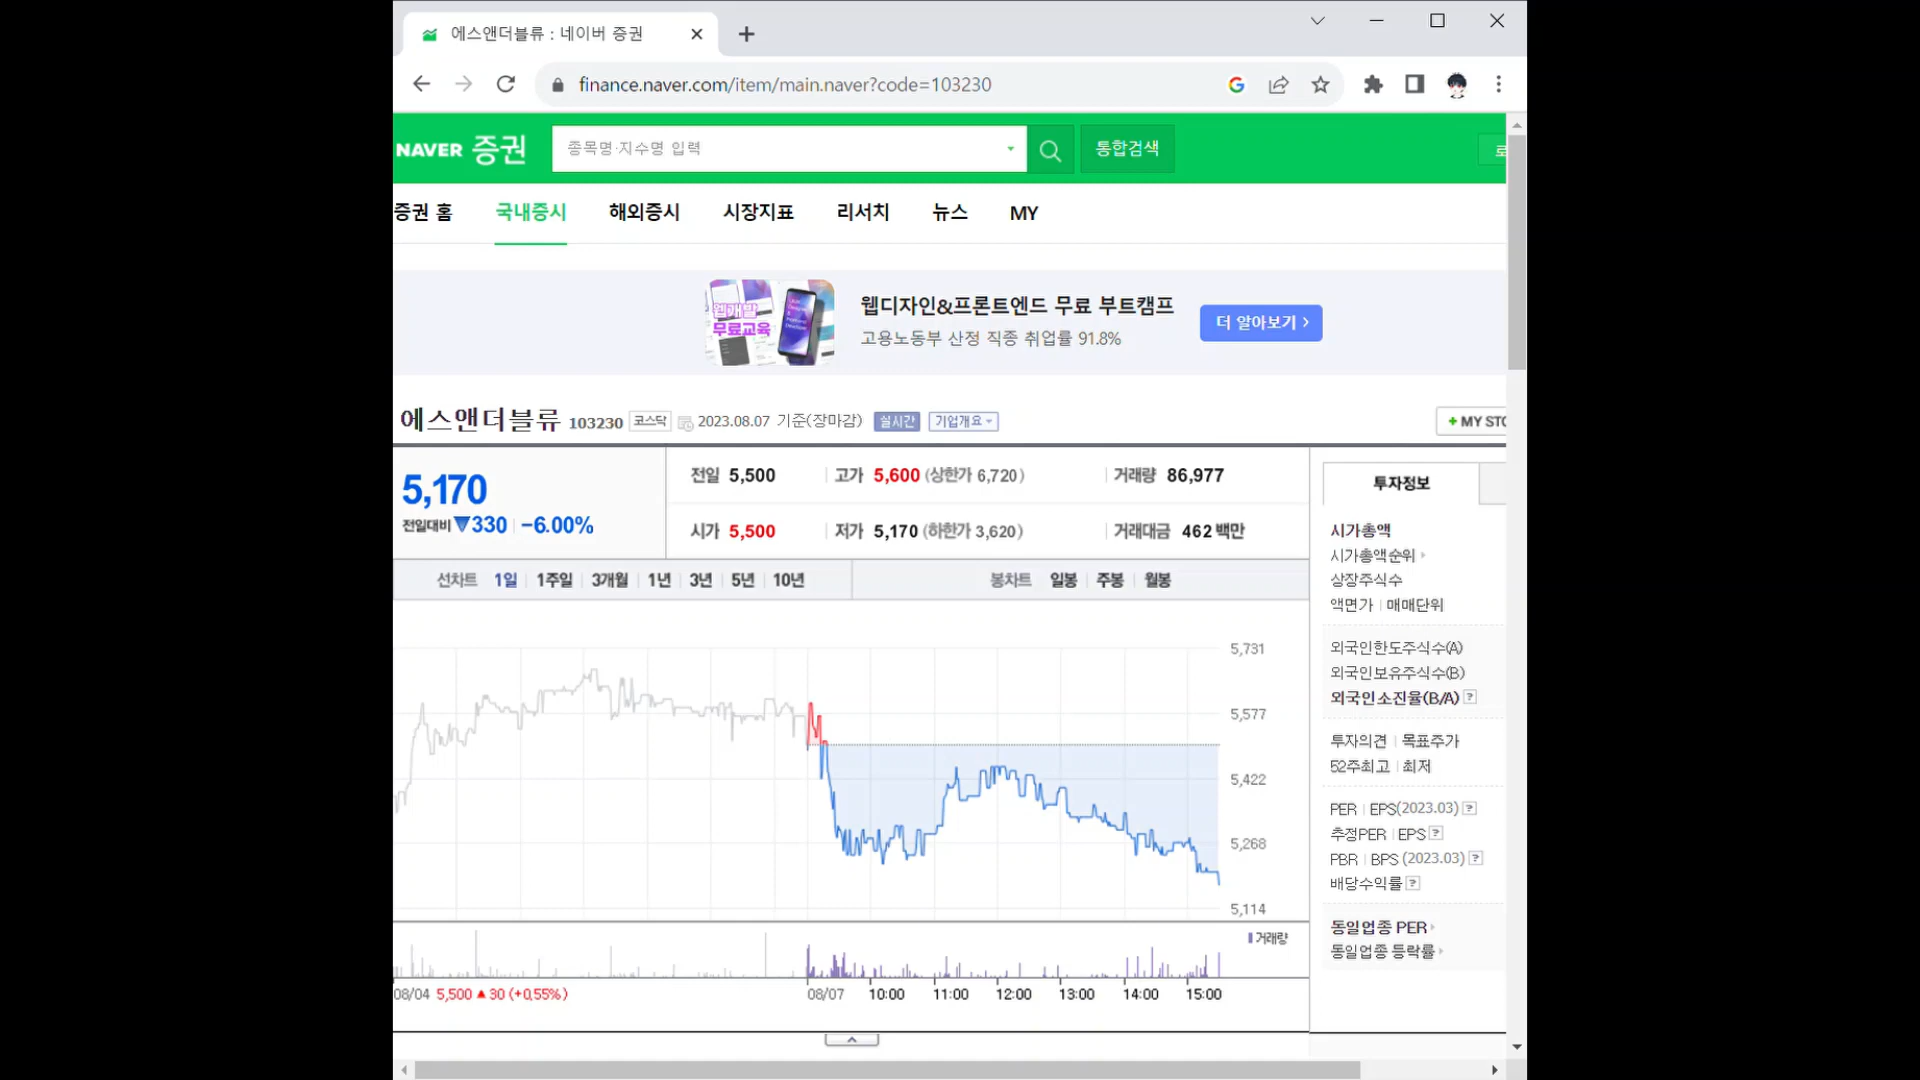 에스앤더블류 : 네이버 증권
finance.naver.com/item/main.naver?code=103230
NAVER 증권
종목명·지수명 입력
통합검색
증권 홈 국내증시 해외증시 시장지표 리서치 뉴스 MY
웹개발
무료교육
웹디자인&프론트엔드 무료 부트캠프
고용노동부 산정 직종 취업률 91.8%
더 알아보기 >
에스앤더블류 103230 코스닥 2023.08.07 기준(장마감) 실시간 기업개요
+ MY STO
5,170
전일대비 ▼330 | -6.00%
전일 5,500 | 고가 5,600 (상한가 6,720) | 거래량 86,977
시가 5,500 | 저가 5,170 (하한가 3,620) | 거래대금 462 백만
선차트 1일 | 1주일 | 3개월 | 1년 | 3년 | 5년 | 10년
봉차트 일봉 | 주봉 | 월봉
5,731
5,577
5,422
5,268
5,114
거래량
08/04 5,500 ▲ 30 (+0.55%)
08/07 10:00 11:00 12:00 13:00 14:00 15:00
투자정보
시가총액
시가총액순위
상장주식수
액면가 | 매매단위
외국인한도주식수(A)
외국인보유주식수(B)
외국인소진율(B/A) ?
투자의견 | 목표주가
52주최고 | 최저
PER | EPS(2023.03) ?
추정PER | EPS ?
PBR | BPS (2023.03) ?
배당수익률 ?
동일업종 PER
동일업종 등락률